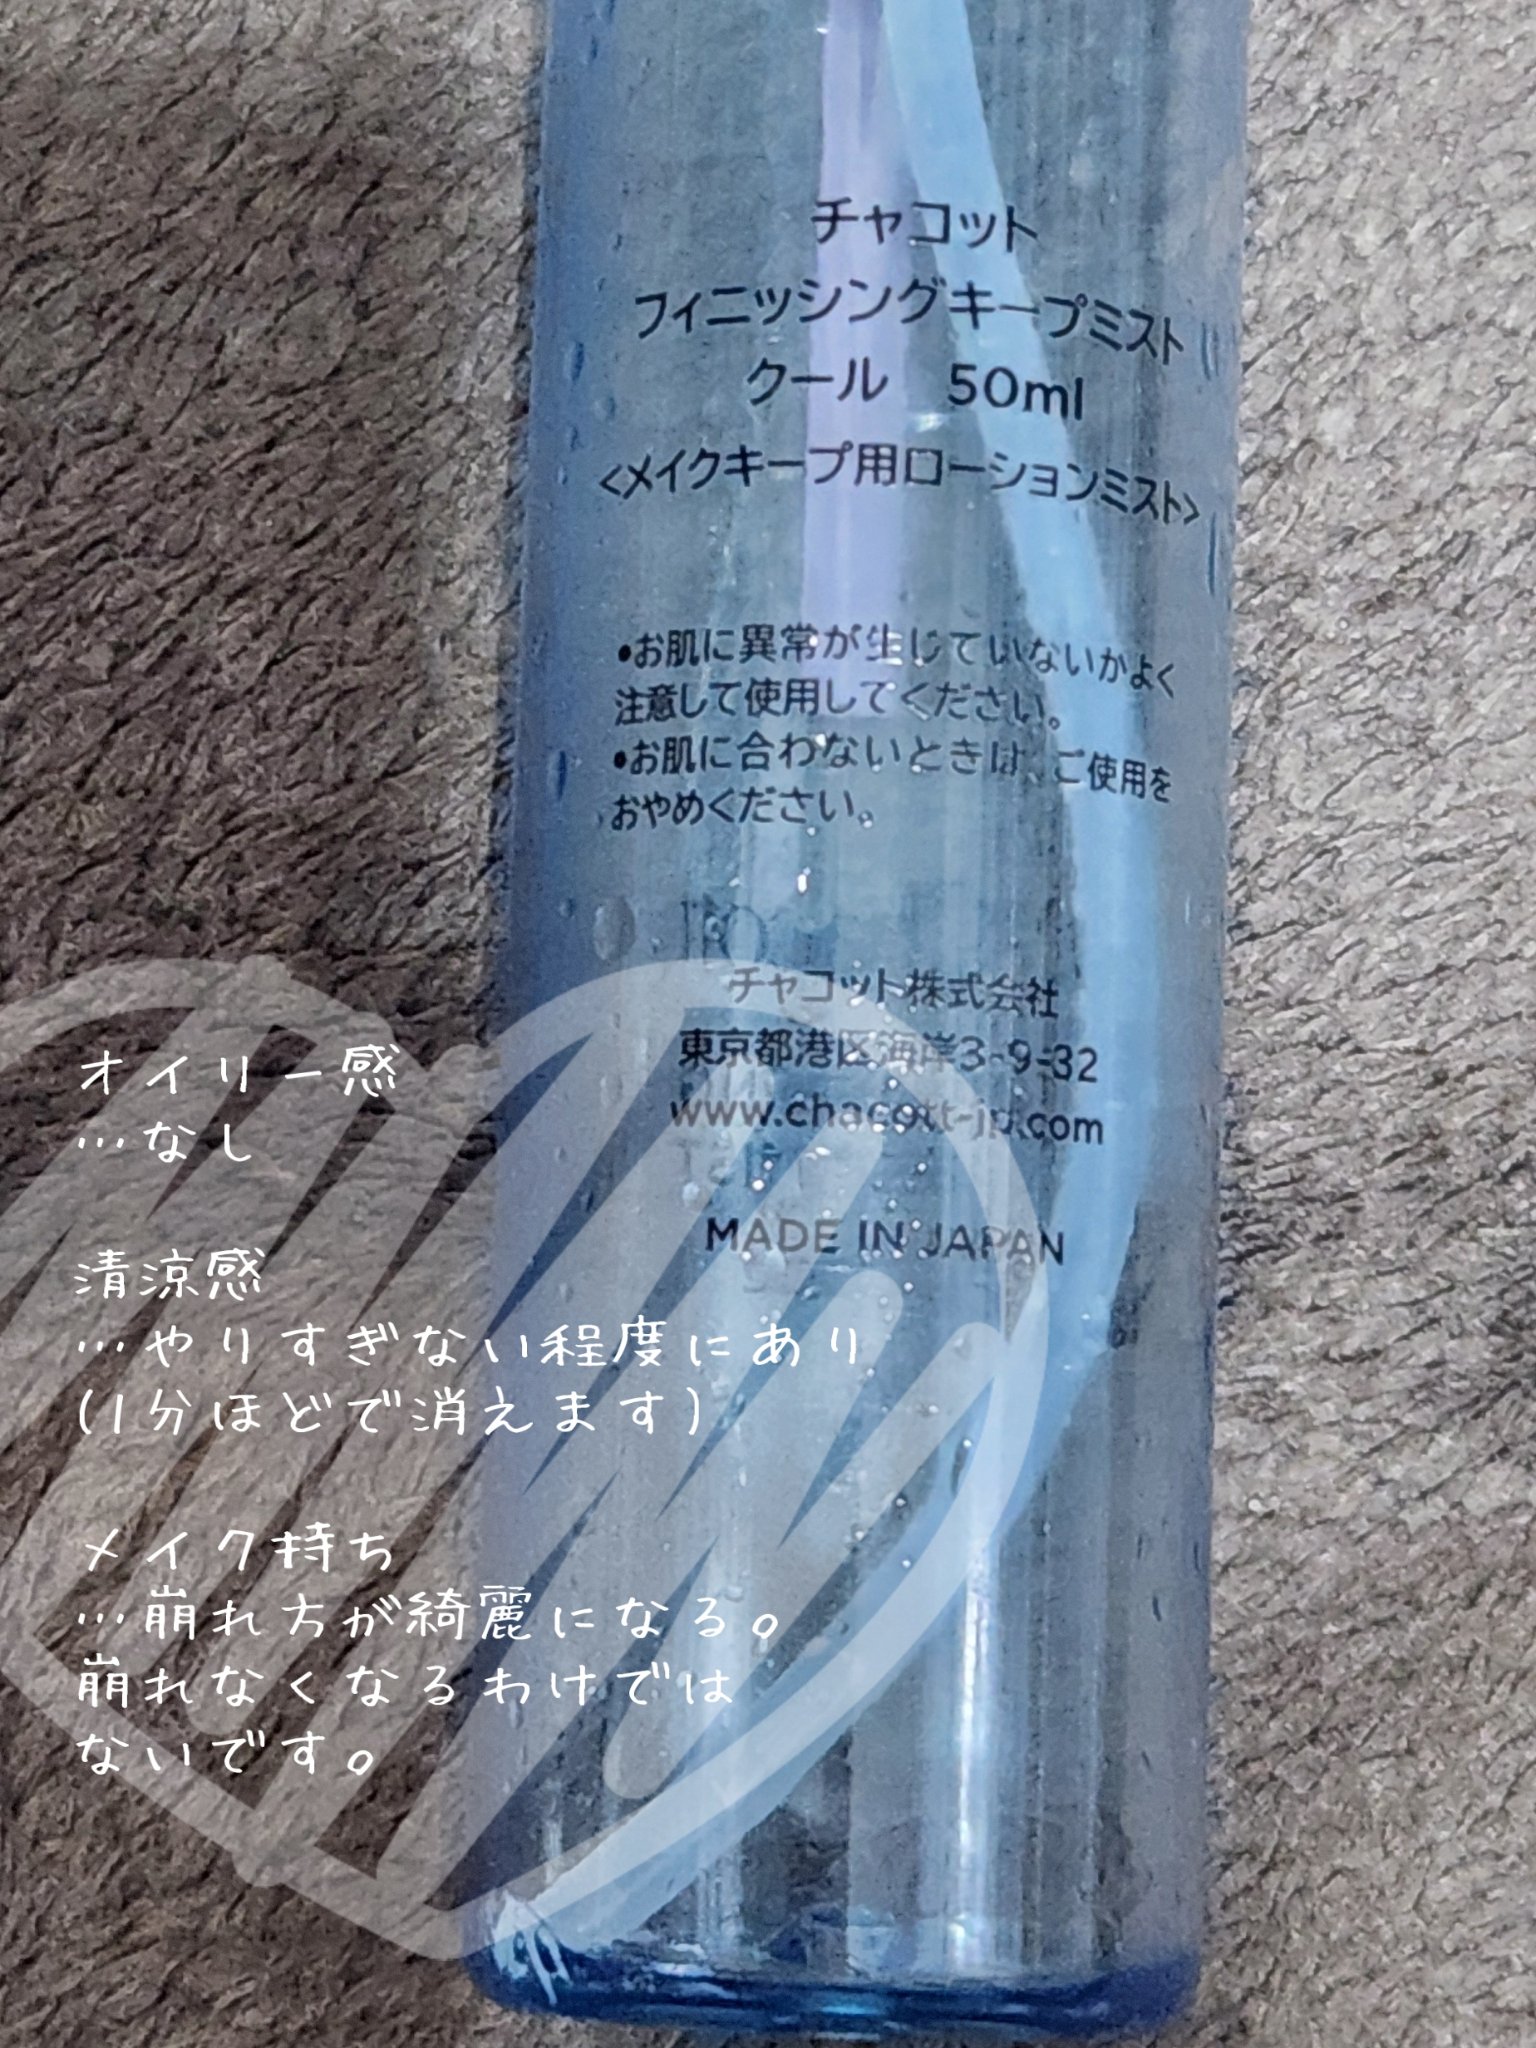 チャコット
フィニッシングキープミスト
クール 50ml
<メイクキープ用ローションミスト>
•お肌に異常が生じていないかよく
注意して使用してください。
•お肌に合わないときは、ご使用を
おやめください。
チャコット株式会社
東京都港区海岸3-9-32
www.chacott-jp.com
MADE IN JAPAN
オイリー感
…なし
清涼感
…やりすぎない程度にあり
(1分ほどで消えます)
メイク持ち
…崩れ方が綺麗になる。
崩れなくなるわけでは
ないです。